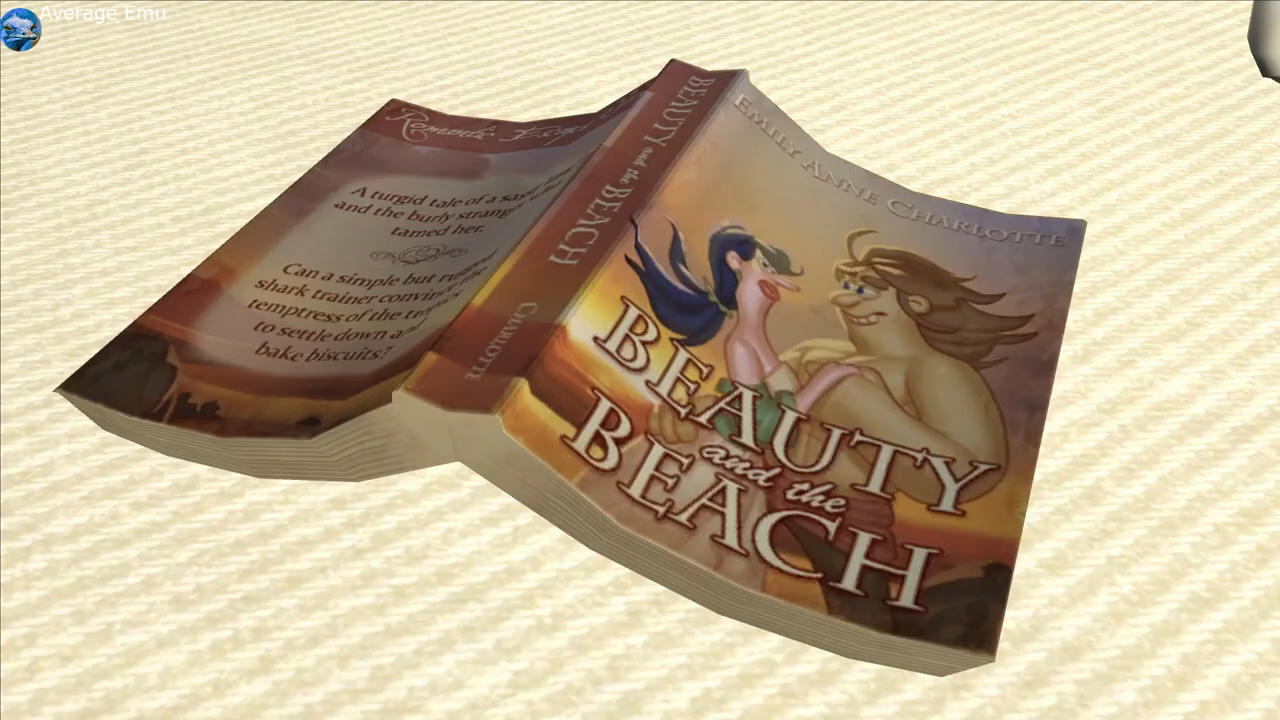 Average Emu
Romantic
A turgid tale of a
and the burly
tamed her.
Can a simple but
shark trainer convince the
temptress of the tropics
to settle down and
bake biscuits?
BEAUTY and the BEACH
CHARLOTTE
EMILY ANNE CHARLOTTE
BEAUTY
and the
BEACH